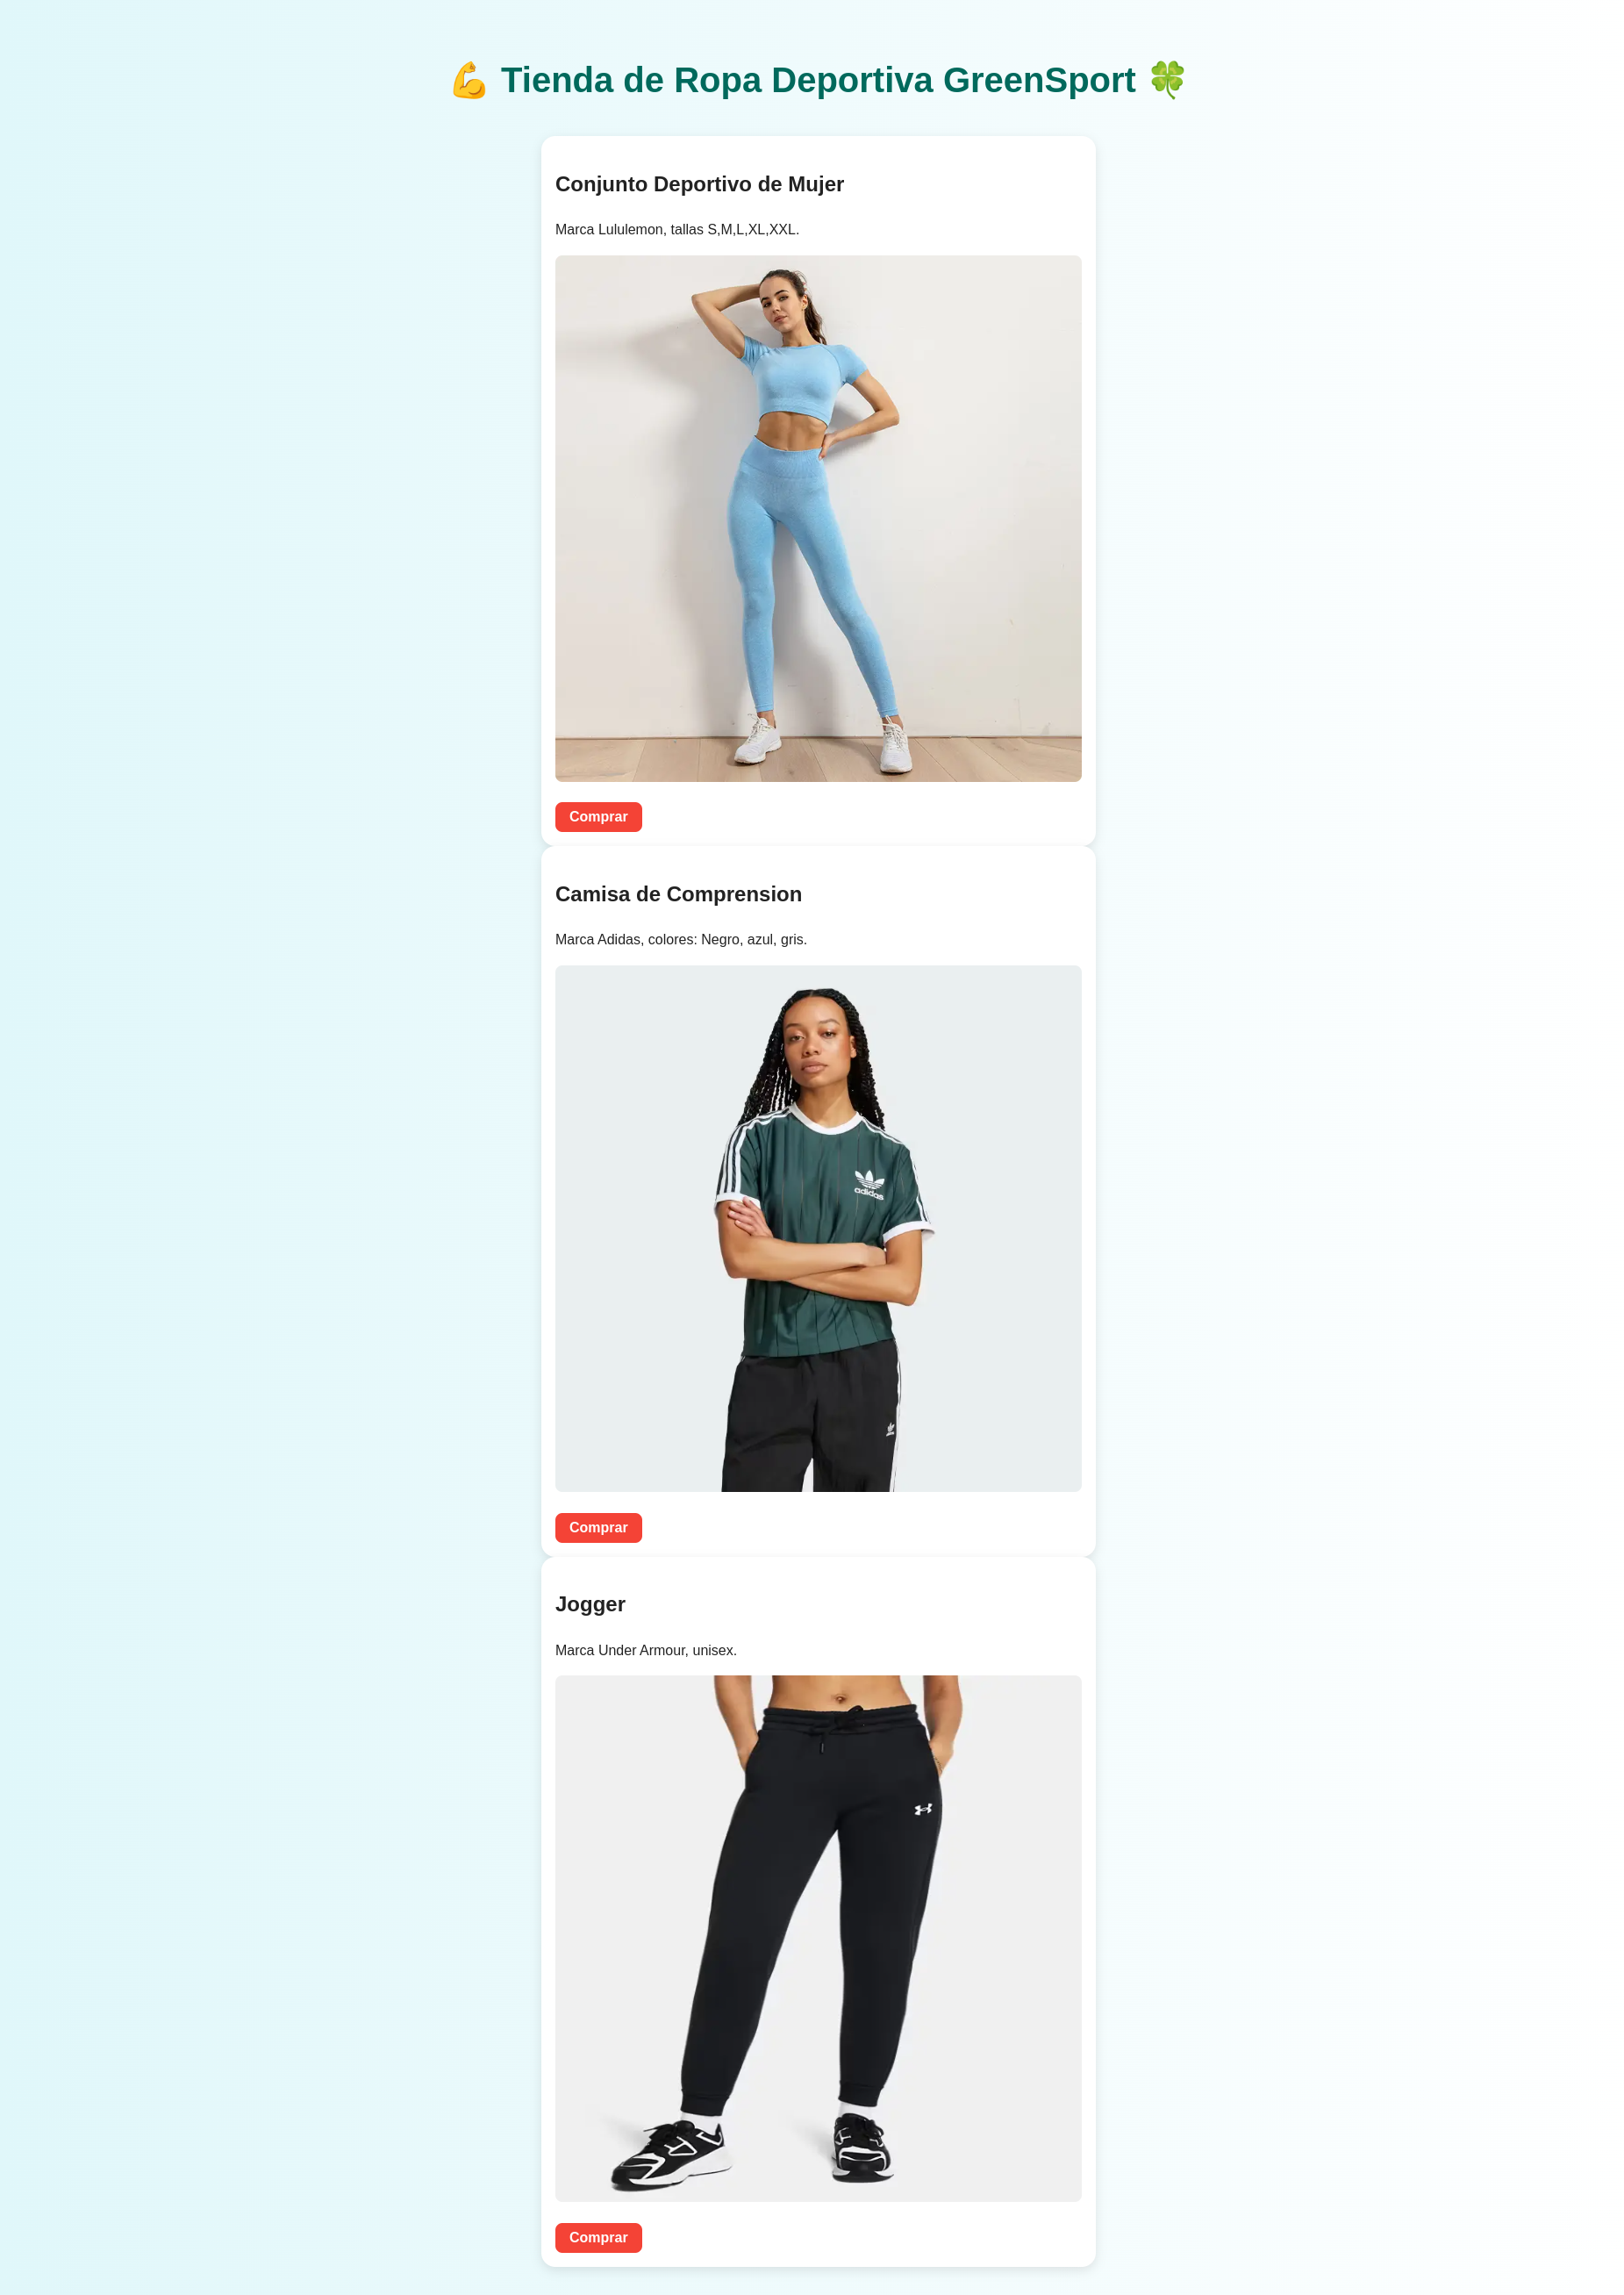 💪 Tienda de Ropa Deportiva GreenSport 🍀
Conjunto Deportivo de Mujer
Marca Lululemon, tallas S,M,L,XL,XXL.
Comprar
Camisa de Comprension
Marca Adidas, colores: Negro, azul, gris.
adidas
Comprar
Jogger
Marca Under Armour, unisex.
Comprar